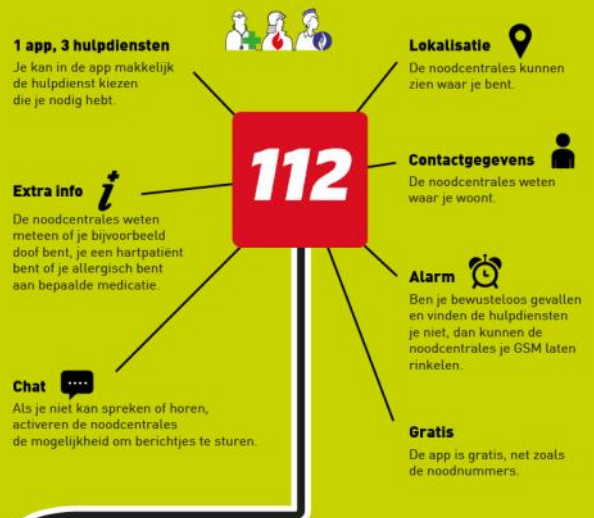 1 app, 3 hulpdiensten
Je kan in de app makkelijk
de hulpdienst kiezen
die je nodig hebt.
Lokalisatie
De noodcentrales kunnen
zien waar je bent.
112
Extra info
De noodcentrales weten
meteen of je bijvoorbeeld
doof bent, je een hartpatiënt
bent of je allergisch bent
aan bepaalde medicatie.
Contactgegevens
De noodcentrales weten
waar je woont.
Alarm
Ben je bewusteloos gevallen
en vinden de hulpdiensten
je niet, dan kunnen de
noodcentrales je GSM laten
rinkelen.
Chat
Als je niet kan spreken of horen,
activeren de noodcentrales
de mogelijkheid om berichtjes te sturen.
Gratis
De app is gratis, net zoals
de noodnummers.